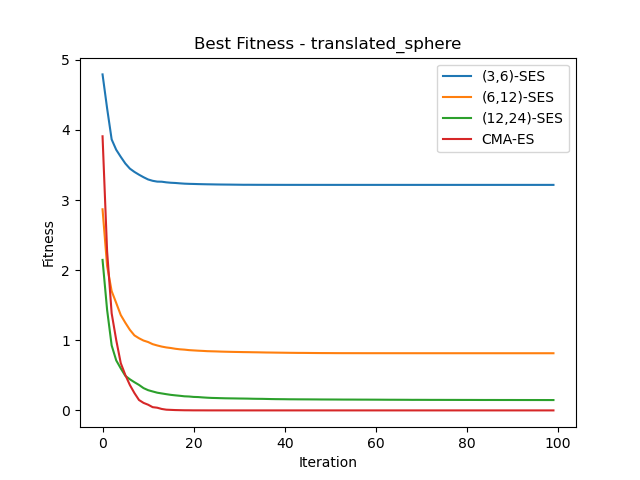 Best Fitness - translated_sphere
5
4
3
2
1
0
Fitness
0
20
40
60
80
100
Iteration
(3,6)-SES
(6,12)-SES
(12,24)-SES
CMA-ES